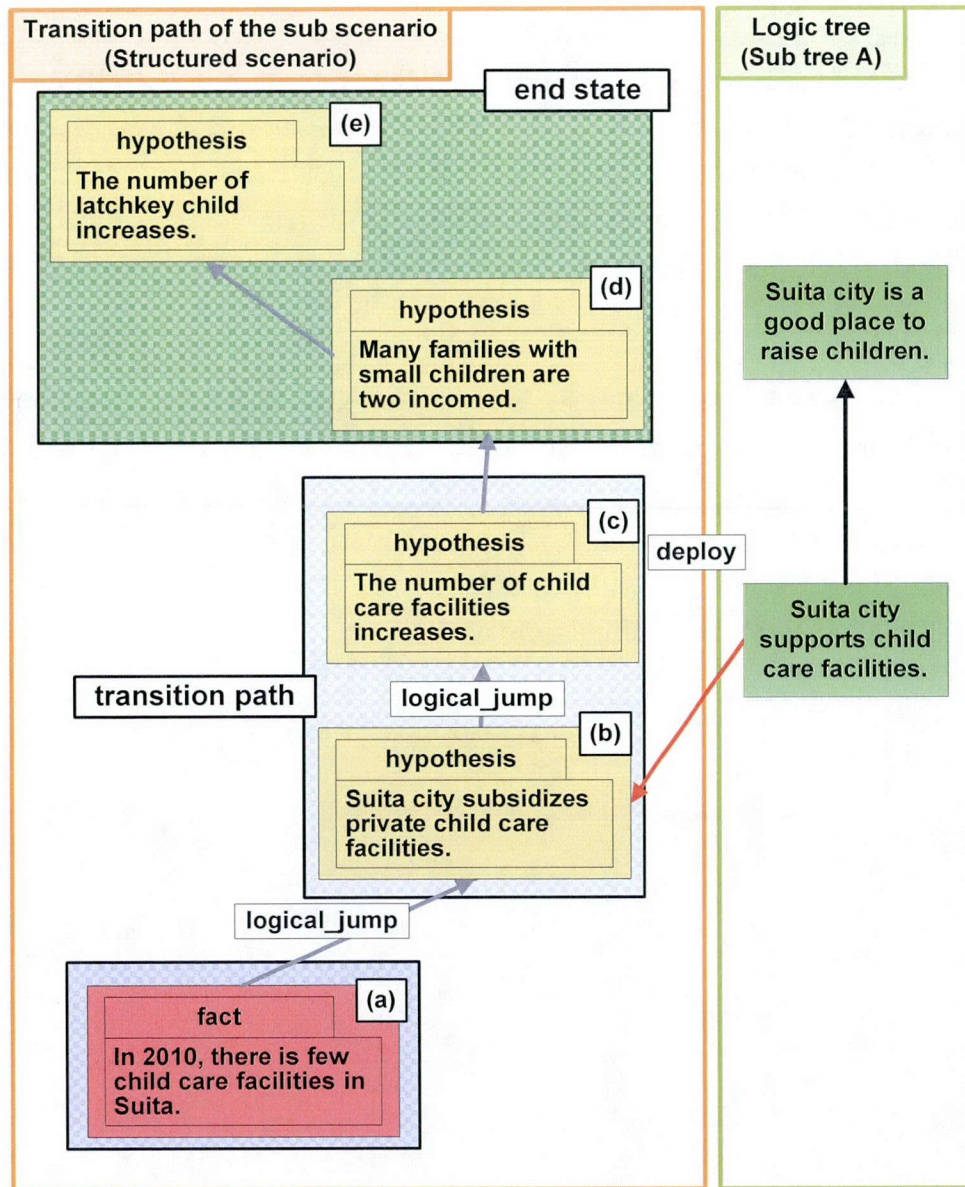 Transition path of the sub scenario
(Structured scenario)
Logic tree
(Sub tree A)
end state
(e)
hypothesis
The number of
latchkey child
increases.
(d)
hypothesis
Many families with
small children are
two incomed.
Suita city is a
good place to
raise children.
(c)
hypothesis
The number of child
care facilities
increases.
deploy
Suita city
supports child
care facilities.
transition path
logical_jump
(b)
hypothesis
Suita city subsidizes
private child care
facilities.
logical_jump
(a)
fact
In 2010, there is few
child care facilities in
Suita.